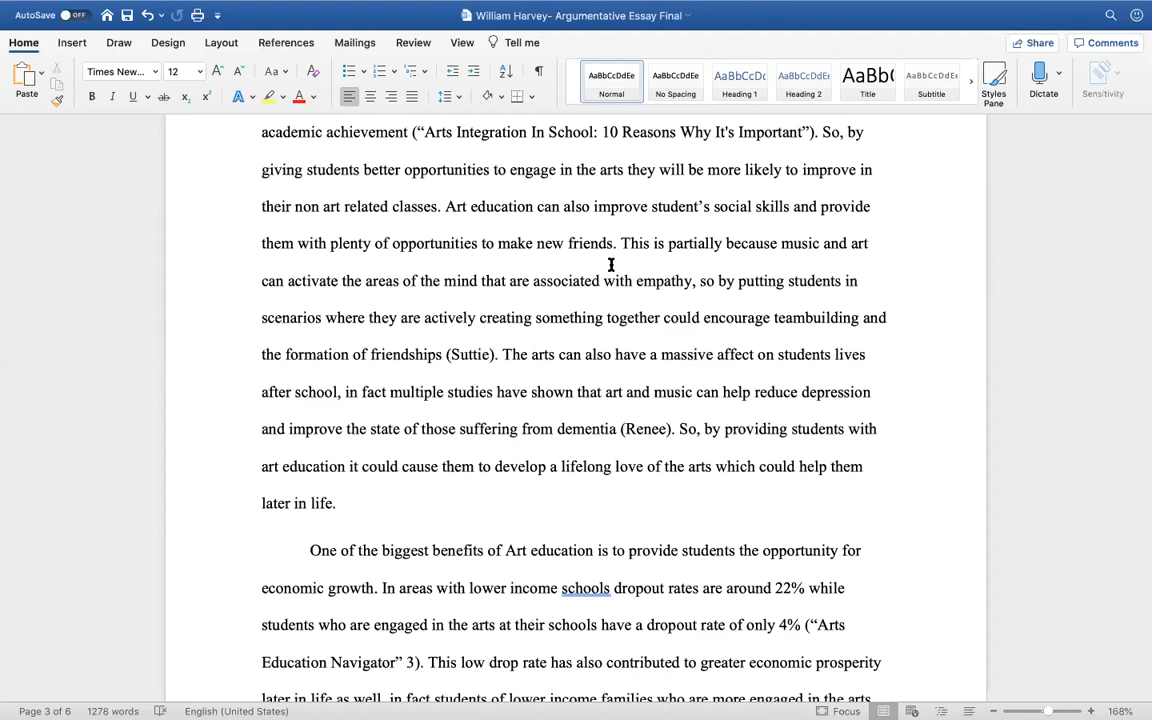 AutoSave OFF William Harvey- Argumentative Essay Final
Home Insert Draw Design Layout References Mailings Review View Tell me Share Comments
Paste Times New... 12 Aa AaBbCcDdEe Normal AaBbCcDdEe No Spacing AaBbCcDc Heading 1 AaBbCcDdEe Heading 2 AaBb( Title AaBbCcDdEe Subtitle Styles Pane Dictate Sensitivity
academic achievement (“Arts Integration In School: 10 Reasons Why It's Important”). So, by
giving students better opportunities to engage in the arts they will be more likely to improve in
their non art related classes. Art education can also improve student’s social skills and provide
them with plenty of opportunities to make new friends. This is partially because music and art
can activate the areas of the mind that are associated with empathy, so by putting students in
scenarios where they are actively creating something together could encourage teambuilding and
the formation of friendships (Suttie). The arts can also have a massive affect on students lives
after school, in fact multiple studies have shown that art and music can help reduce depression
and improve the state of those suffering from dementia (Renee). So, by providing students with
art education it could cause them to develop a lifelong love of the arts which could help them
later in life.
One of the biggest benefits of Art education is to provide students the opportunity for
economic growth. In areas with lower income schools dropout rates are around 22% while
students who are engaged in the arts at their schools have a dropout rate of only 4% (“Arts
Education Navigator” 3). This low drop rate has also contributed to greater economic prosperity
later in life as well, in fact students of lower income families who are more engaged in the arts
Page 3 of 6 1278 words English (United States) Focus 168%